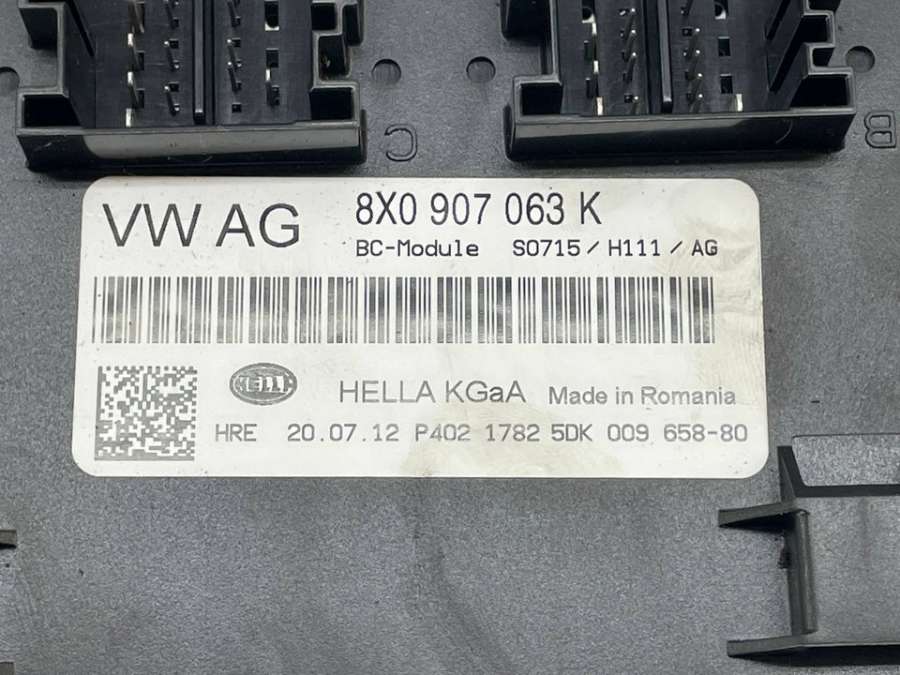 C
B
VW AG
8X0 907 063 K
BC-Module S0715 / H111 / AG
HELLA
HELLA KGaA Made in Romania
HRE 20.07.12 P402 1782 5DK 009 658-80